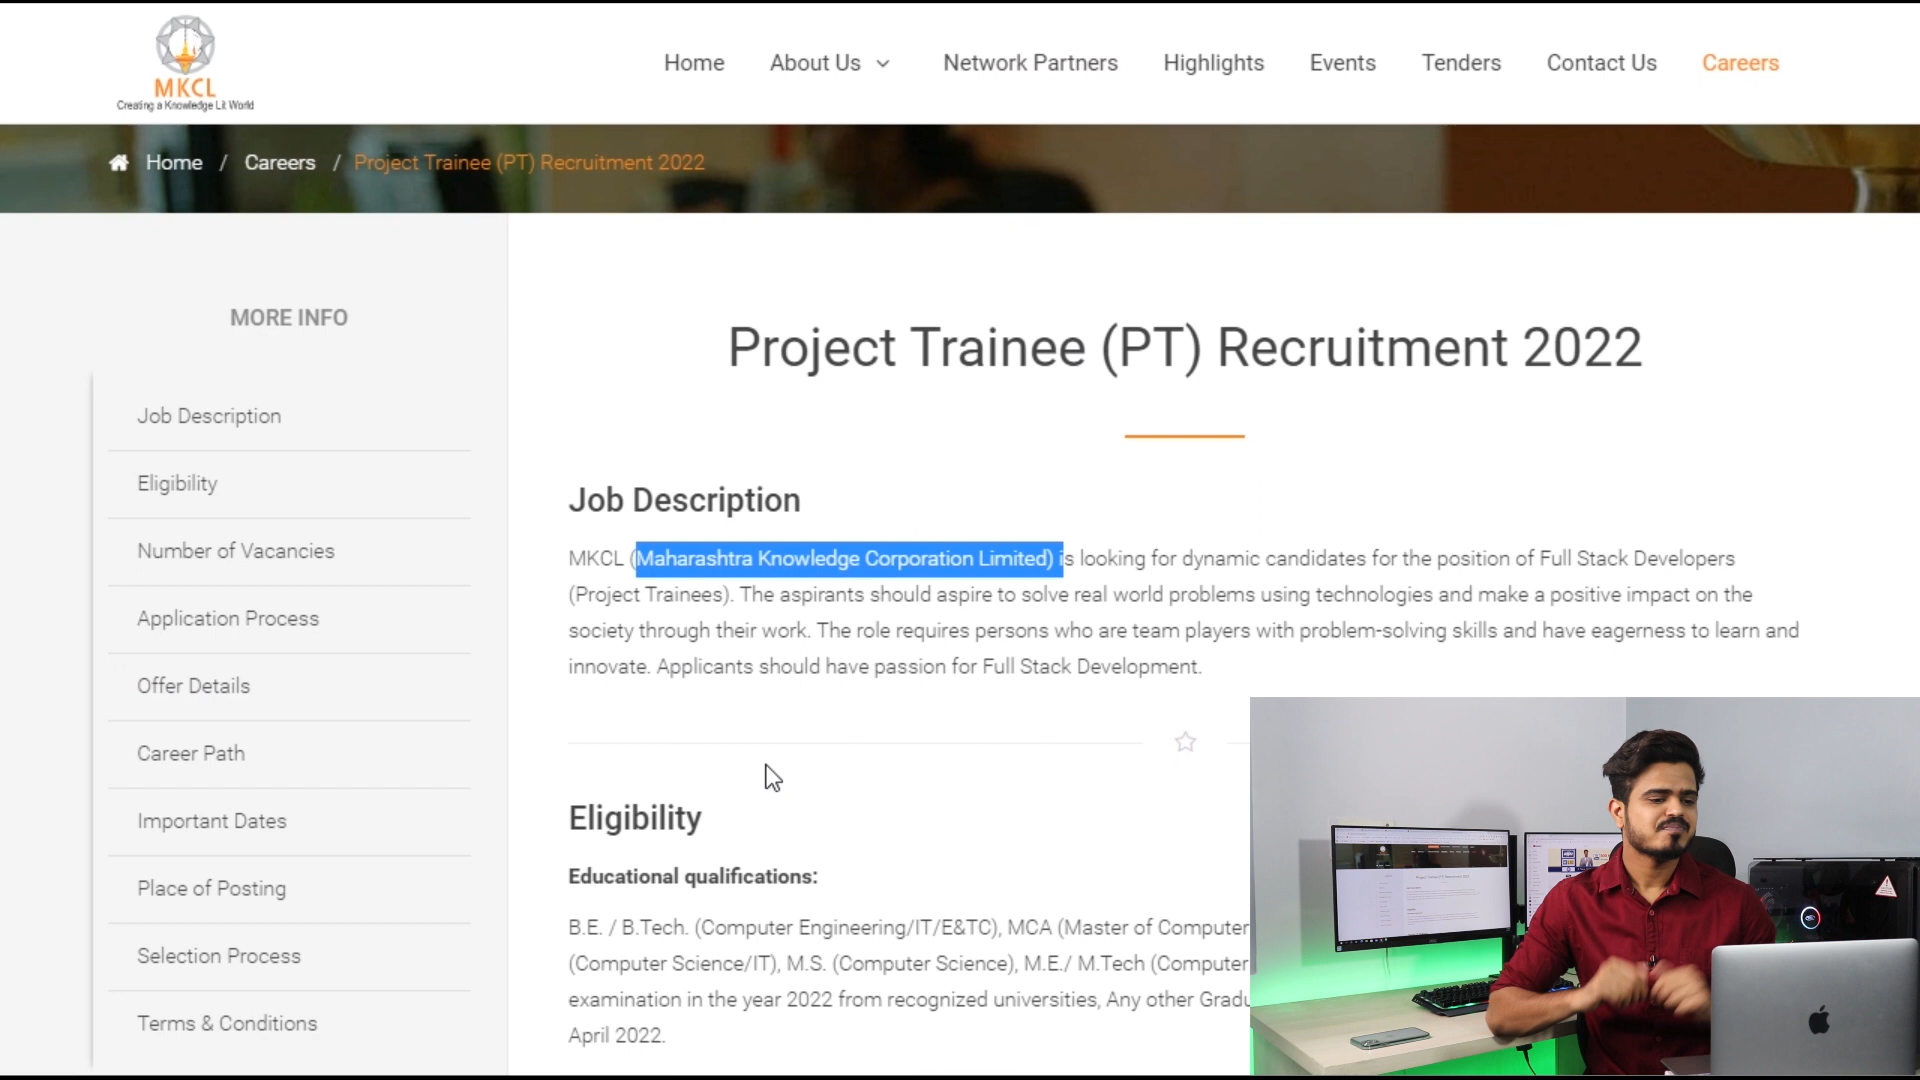 MKCL
Creating a Knowledge Lit World
Home About Us Network Partners Highlights Events Tenders Contact Us Careers
Home / Careers / Project Trainee (PT) Recruitment 2022
MORE INFO
Job Description
Eligibility
Number of Vacancies
Application Process
Offer Details
Career Path
Important Dates
Place of Posting
Selection Process
Terms & Conditions
Project Trainee (PT) Recruitment 2022
Job Description
MKCL (Maharashtra Knowledge Corporation Limited) is looking for dynamic candidates for the position of Full Stack Developers
(Project Trainees). The aspirants should aspire to solve real world problems using technologies and make a positive impact on the
society through their work. The role requires persons who are team players with problem-solving skills and have eagerness to learn and
innovate. Applicants should have passion for Full Stack Development.
Eligibility
Educational qualifications:
B.E. / B.Tech. (Computer Engineering/IT/E&TC), MCA (Master of Computer
(Computer Science/IT), M.S. (Computer Science), M.E./ M.Tech (Computer
examination in the year 2022 from recognized universities, Any other Gradu
April 2022.